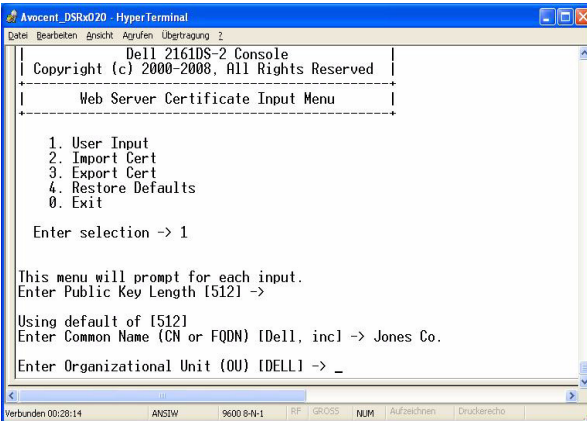 Avocent_DSRx020 - HyperTerminal
Datei Bearbeiten Ansicht Anrufen Übertragung ?
| Dell 2161DS-2 Console |
| Copyright (c) 2000-2008, All Rights Reserved |
+------------------------------------------------+
| Web Server Certificate Input Menu |
+------------------------------------------------+
1. User Input
2. Import Cert
3. Export Cert
4. Restore Defaults
0. Exit
Enter selection -> 1
This menu will prompt for each input.
Enter Public Key Length [512] ->
Using default of [512]
Enter Common Name (CN or FQDN) [Dell, inc] -> Jones Co.
Enter Organizational Unit (OU) [DELL] -> _
Verbunden 00:28:14 ANSIW 9600 8-N-1 RF GROSS NUM Aufzeichnen Druckerecho